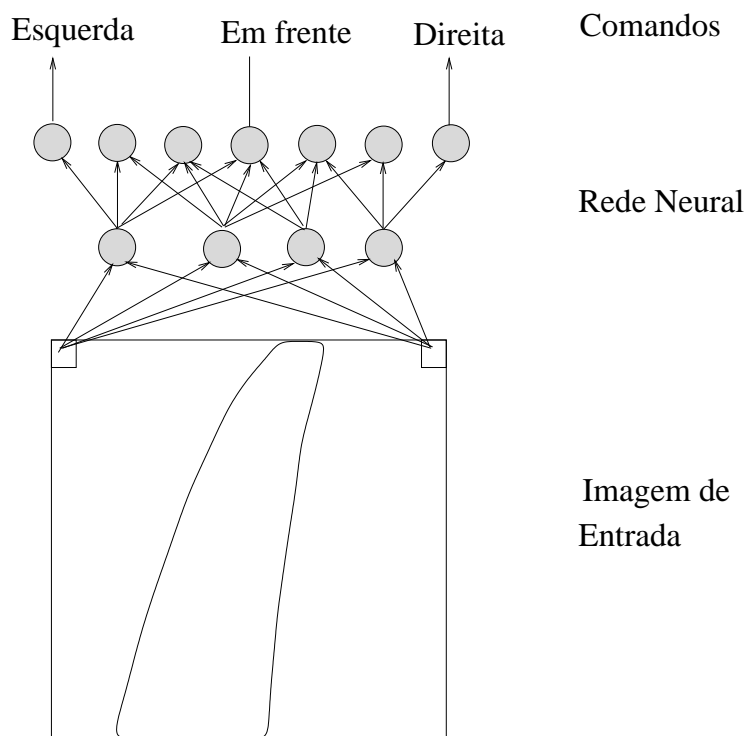 Esquerda
Em frente
Direita
Comandos
Rede Neural
Imagem de
Entrada